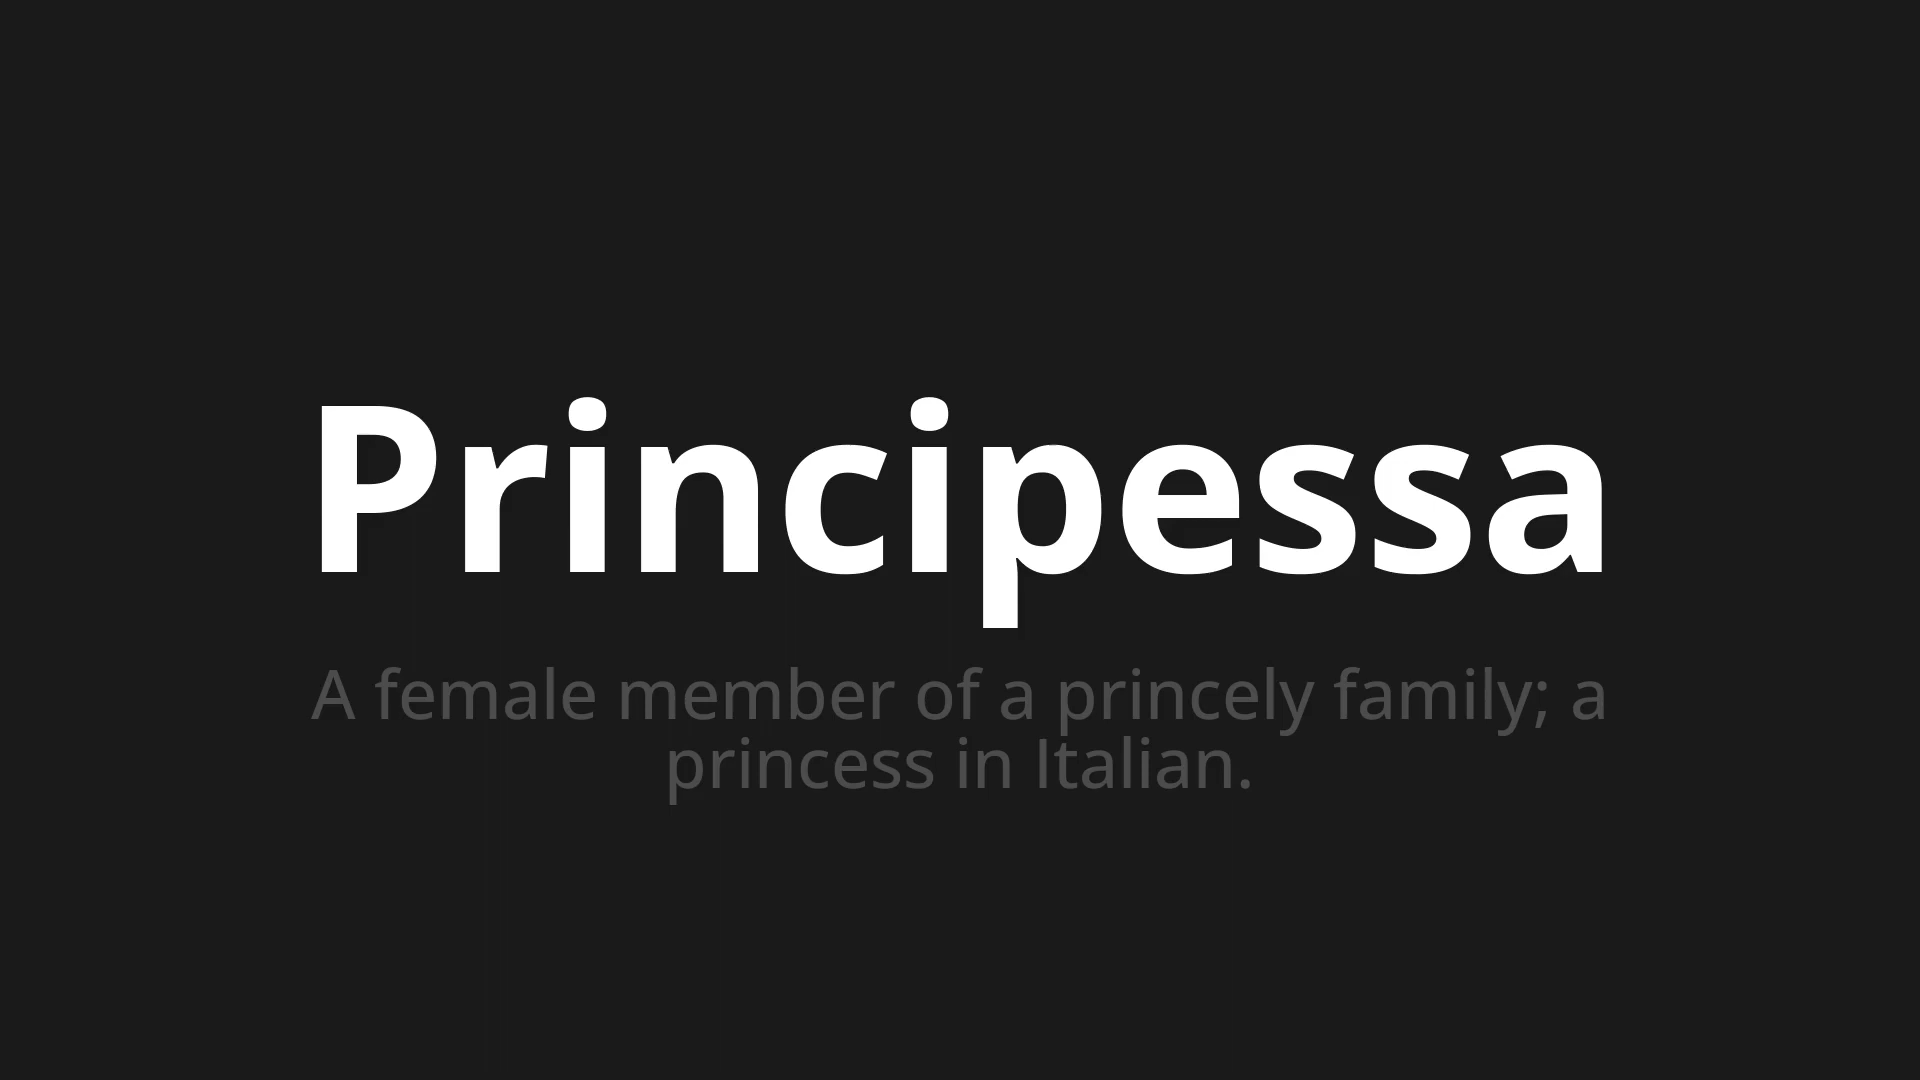 Principessa
A female member of a princely family; a
princess in Italian.